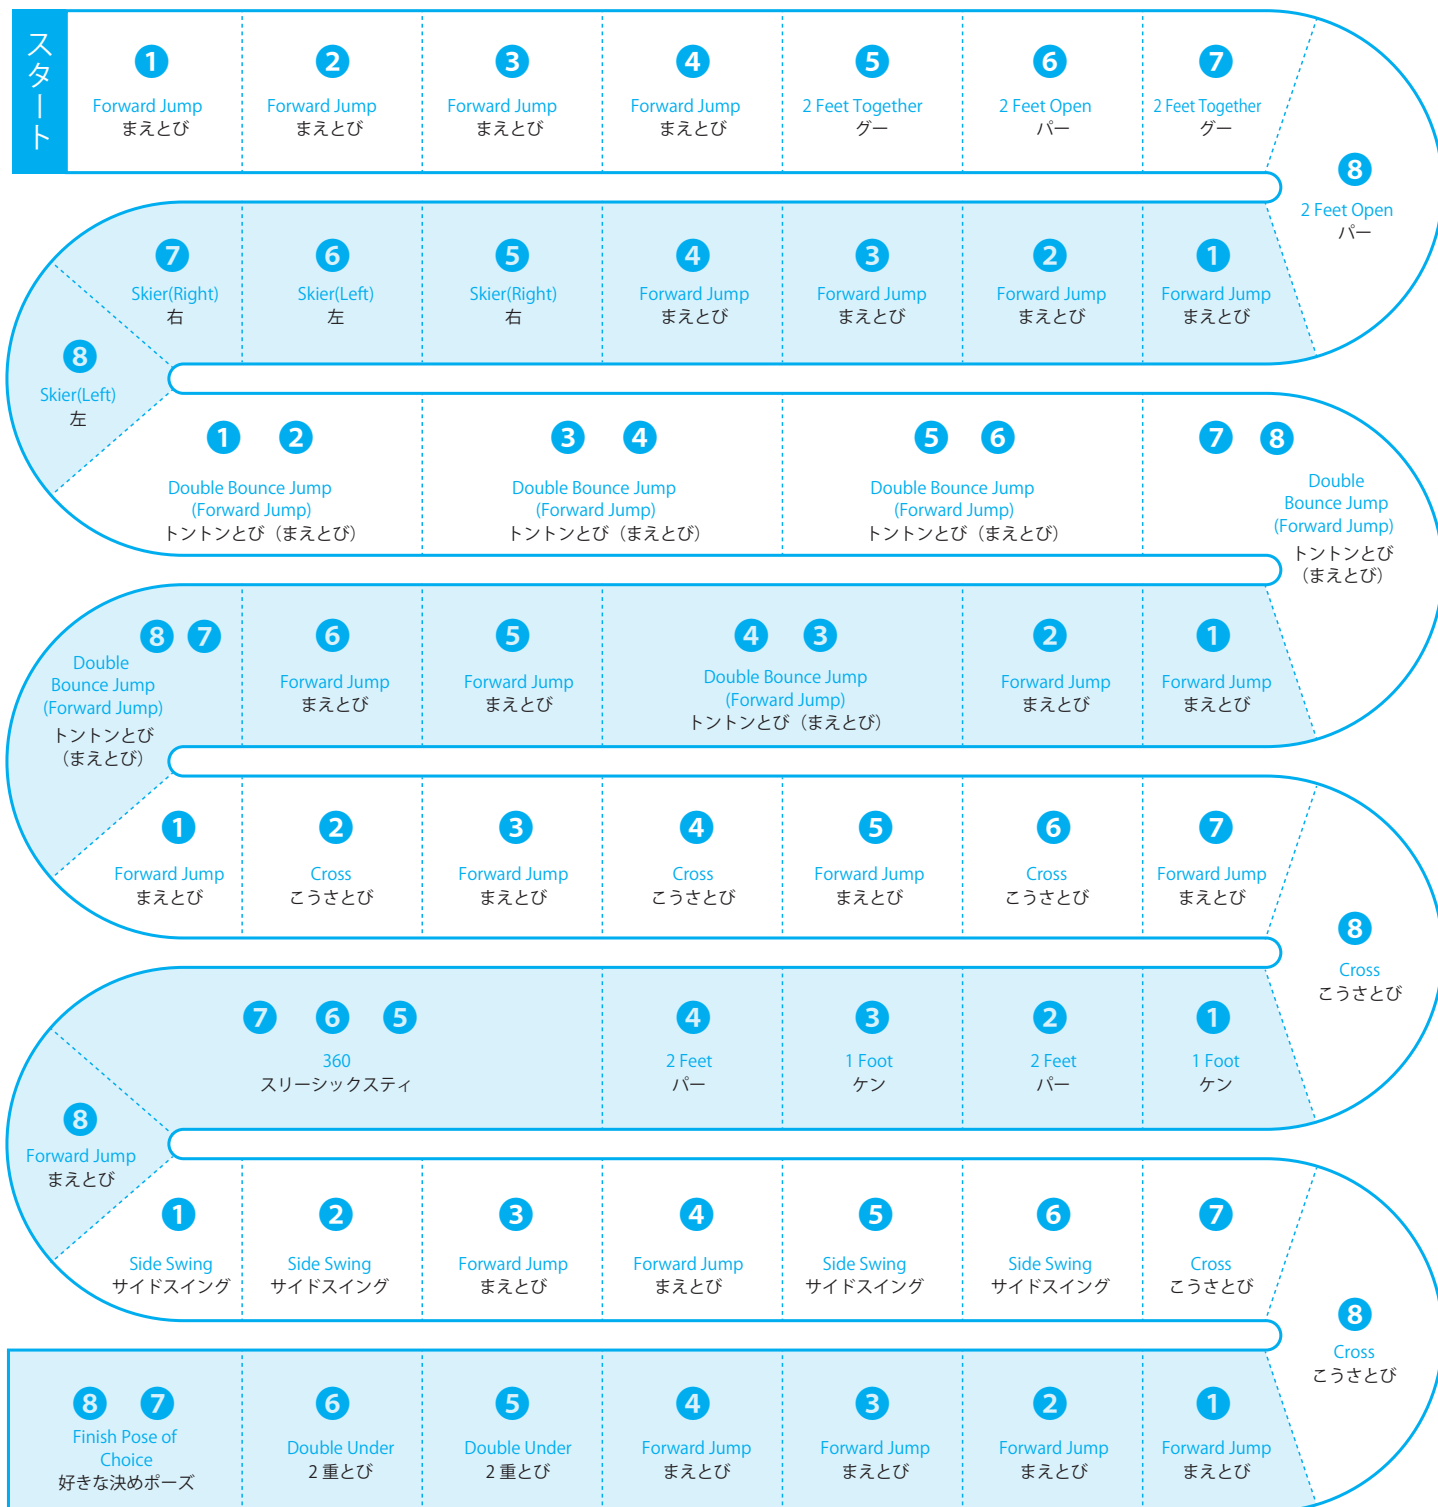 スタート
1
Forward Jump
まえとび
2
Forward Jump
まえとび
3
Forward Jump
まえとび
4
Forward Jump
まえとび
5
2 Feet Together
グー
6
2 Feet Open
パー
7
2 Feet Together
グー
8
2 Feet Open
パー
1
Forward Jump
まえとび
2
Forward Jump
まえとび
3
Forward Jump
まえとび
4
Forward Jump
まえとび
5
Skier(Right)
右
6
Skier(Left)
左
7
Skier(Right)
右
8
Skier(Left)
左
1 2
Double Bounce Jump
(Forward Jump)
トントンとび（まえとび）
3 4
Double Bounce Jump
(Forward Jump)
トントンとび（まえとび）
5 6
Double Bounce Jump
(Forward Jump)
トントンとび（まえとび）
7 8
Double
Bounce Jump
(Forward Jump)
トントンとび
（まえとび）
1
Forward Jump
まえとび
2
Forward Jump
まえとび
4 3
Double Bounce Jump
(Forward Jump)
トントンとび（まえとび）
5
Forward Jump
まえとび
6
Forward Jump
まえとび
8 7
Double
Bounce Jump
(Forward Jump)
トントンとび
（まえとび）
1
Forward Jump
まえとび
2
Cross
こうさとび
3
Forward Jump
まえとび
4
Cross
こうさとび
5
Forward Jump
まえとび
6
Cross
こうさとび
7
Forward Jump
まえとび
8
Cross
こうさとび
1
1 Foot
ケン
2
2 Feet
パー
3
1 Foot
ケン
4
2 Feet
パー
7 6 5
360
スリーシックスティ
8
Forward Jump
まえとび
1
Side Swing
サイドスイング
2
Side Swing
サイドスイング
3
Forward Jump
まえとび
4
Forward Jump
まえとび
5
Side Swing
サイドスイング
6
Side Swing
サイドスイング
7
Cross
こうさとび
8
Cross
こうさとび
1
Forward Jump
まえとび
2
Forward Jump
まえとび
3
Forward Jump
まえとび
4
Forward Jump
まえとび
5
Double Under
2 重とび
6
Double Under
2 重とび
8 7
Finish Pose of
Choice
好きな決めポーズ